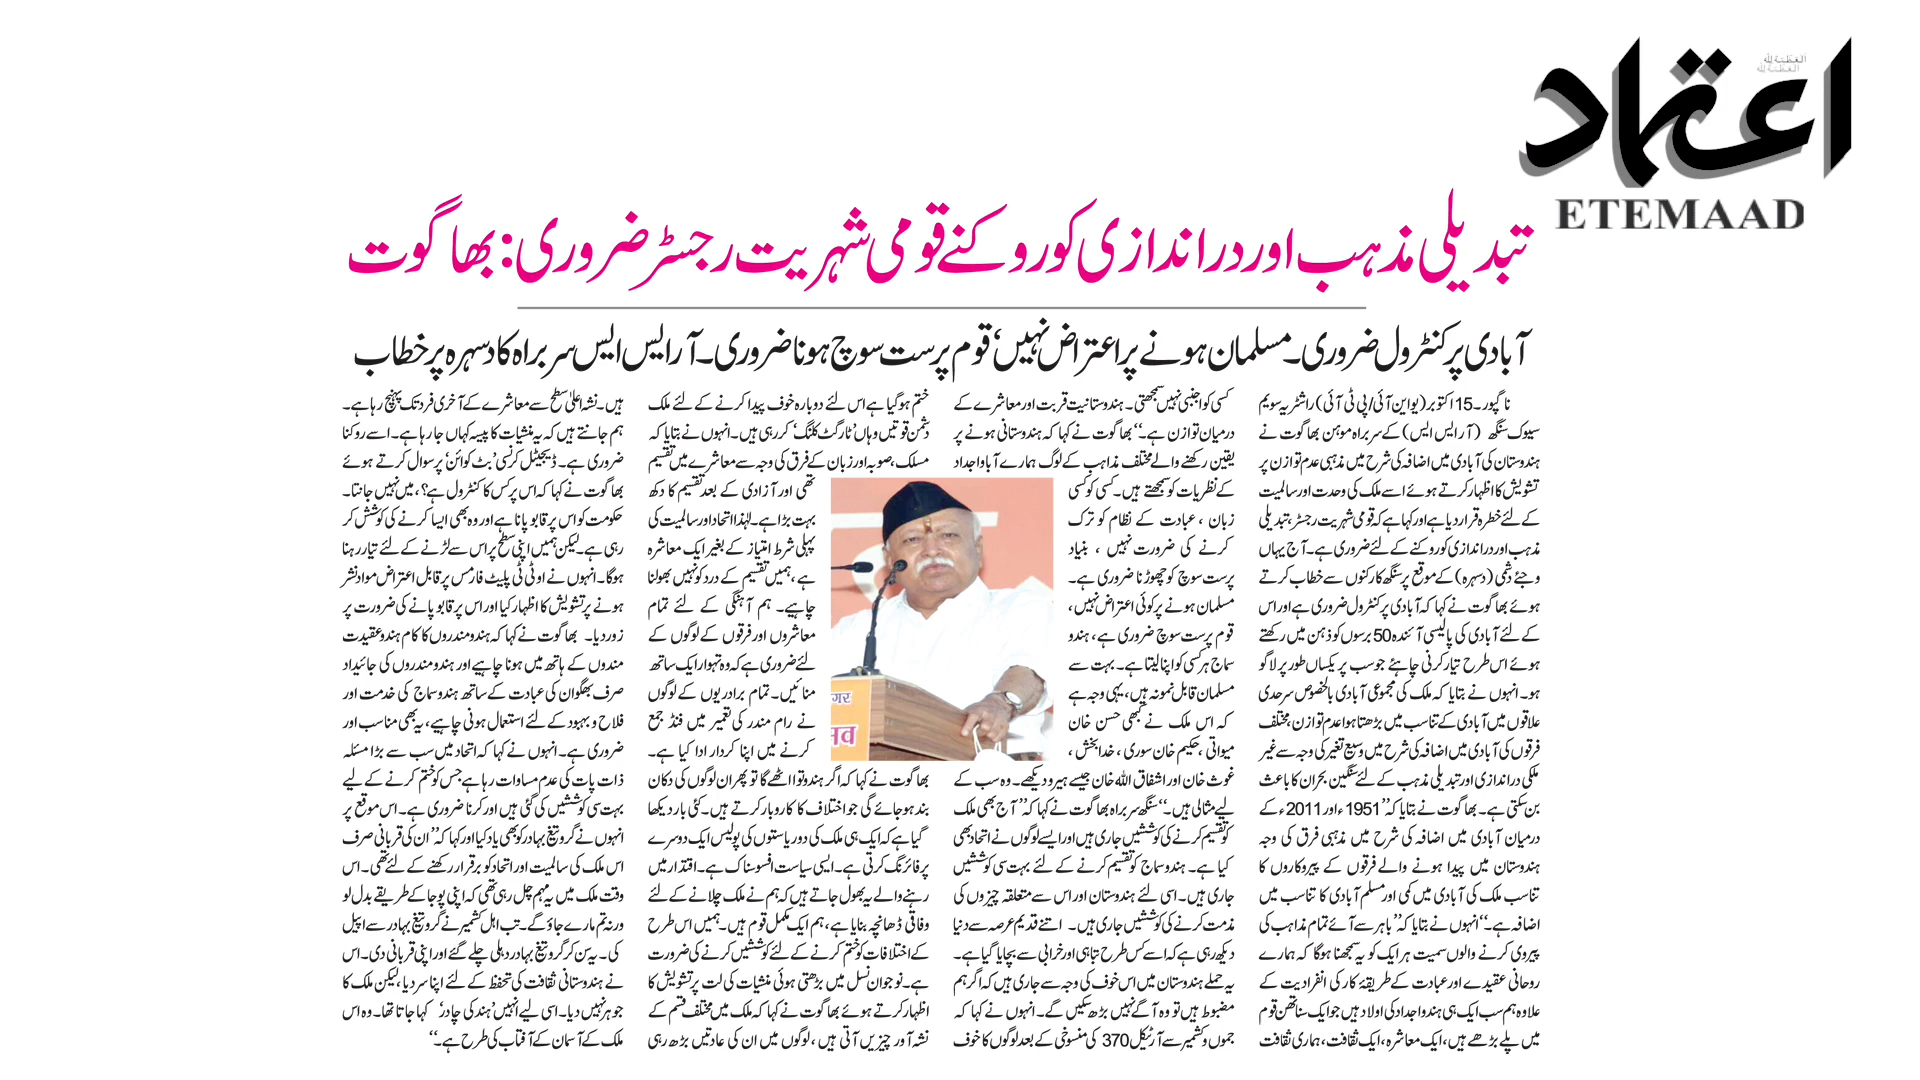 اعتماد
ETEMAAD
تبدیلی مذہب اور دراندازی کو روکنے قومی شہریت رجسٹر ضروری: بھاگوت
آبادی پر کنٹرول ضروری۔ مسلمان ہونے پر اعتراض نہیں‘ قوم پرست سوچ ہونا ضروری۔ آر ایس ایس سربراہ کا دسہرہ پر خطاب
ناگپور۔15 اکتوبر (یو این آئی/پی ٹی آئی) راشٹریہ سویم
سیوک سنگھ (آر ایس ایس) کے سربراہ موہن بھاگوت نے
ہندوستان کی آبادی میں اضافہ کی شرح میں مذہبی عدم توازن پر
تشویش کا اظہار کرتے ہوئے اسے ملک کی وحدت اور سالمیت
کے لئے خطرہ قرار دیا ہے اور کہا ہے کہ قومی شہریت رجسٹر، تبدیلی
مذہب اور دراندازی کو روکنے کے لئے ضروری ہے۔ آج یہاں
وجئے دشمی (دسہرہ) کے موقع پر سنگھ کارکنوں سے خطاب کرتے
ہوئے بھاگوت نے کہا کہ آبادی پر کنٹرول ضروری ہے اور اس
کے لئے آبادی کی پالیسی آئندہ 50 برسوں کو ذہن میں رکھتے
ہوئے اس طرح تیار کرنی چاہئے جو سب پر یکساں طور پر لاگو
ہو۔ انہوں نے بتایا کہ ملک کی مجموعی آبادی بالخصوص سرحدی
علاقوں میں آبادی کے تناسب میں بڑھتا ہوا عدم توازن، مختلف
فرقوں کی آبادی میں اضافہ کی شرح میں وسیع تغیر کی وجہ سے غیر
ملکی دراندازی اور تبدیلی مذہب کے لئے سنگین بحران کا باعث
بن سکتی ہے۔ بھاگوت نے بتایا کہ ’’1951ء اور 2011ء کے
درمیان آبادی میں اضافہ کی شرح میں مذہبی فرق کی وجہ
ہندوستان میں پیدا ہونے والے فرقوں کے پیروکاروں کا
تناسب ملک کی آبادی میں کمی اور مسلم آبادی کا تناسب میں
اضافہ ہے‘‘ انہوں نے بتایا کہ ’’باہر سے آئے تمام مذاہب کی
پیروی کرنے والوں سمیت ہر ایک کو یہ سمجھنا ہوگا کہ ہمارے
روحانی عقیدے اور عبادت کے طریقۂ کار کی انفرادیت کے
علاوہ ہم سب ایک ہی ہندو اجداد کی اولاد ہیں جو ایک سناتھن قوم
میں پلے بڑھے ہیں، ایک معاشرہ، ایک ثقافت، ہماری ثقافت
کسی کو اجنبی نہیں سمجھتی۔ ہندوستانیت قربت اور معاشرے کے
درمیان توازن ہے۔‘‘ بھاگوت نے کہا کہ ہندوستانی ہونے پر
یقین رکھنے والے مختلف مذاہب کے لوگ ہمارے آباواجداد
کے نظریات کو سمجھتے ہیں۔ کسی کو کسی
زبان، عبادت کے نظام کو ترک
کرنے کی ضرورت نہیں، بنیاد
پرست سوچ کو چھوڑنا ضروری ہے۔
مسلمان ہونے پر کوئی اعتراض نہیں،
قوم پرست سوچ ضروری ہے، ہندو
سماج ہر کسی کو اپنا لیتا ہے۔ بہت سے
مسلمان قابل نمونہ ہیں، یہی وجہ ہے
کہ اس ملک نے کبھی حسن خان
میواتی، حکیم خان سوری، خدابخش،
غوث خان اور اشفاق اللہ خان جیسے ہیرو دیکھے۔ وہ سب کے
لیے مثالی ہیں۔‘‘ سنگھ سربراہ بھاگوت نے کہا کہ ’’آج بھی ملک
کو تقسیم کرنے کی کوششیں جاری ہیں اور ایسے لوگوں نے اتحاد بھی
کیا ہے۔ ہندو سماج کو تقسیم کرنے کے لئے بہت سی کوششیں
جاری ہیں۔ اسی لئے ہندوستان اور اس سے متعلقہ چیزوں کی
مذمت کرنے کی کوششیں جاری ہیں۔ اتنے قدیم عرصہ سے دنیا
دیکھ رہی ہے کہ اسے کس طرح تباہی اور خرابی سے بچایا گیا ہے۔
یہ حملے ہندوستان میں اس خوف کی وجہ سے جاری ہیں کہ اگر ہم
مضبوط ہیں تو وہ آگے نہیں بڑھ سکیں گے۔ انہوں نے کہا کہ
جموں و کشمیر سے آرٹیکل 370 کی منسوخی کے بعد لوگوں کا خوف
ختم ہوگیا ہے اس لئے دوبارہ خوف پیدا کرنے کے لئے ملک
دشمن قوتیں وہاں ’ٹارگٹ کلنگ‘ کر رہی ہیں۔ انہوں نے بتایا کہ
مسلک، صوبہ اور زبان کے فرق کی وجہ سے معاشرے میں تقسیم
تھی اور آزادی کے بعد تقسیم کا دکھ
بہت بڑا ہے۔ لہٰذا اتحاد اور سالمیت کی
پہلی شرط امتیاز کے بغیر ایک معاشرہ
ہے، ہمیں تقسیم کے درد کو نہیں بھولنا
چاہیے۔ ہم آہنگی کے لئے تمام
معاشروں اور فرقوں کے لوگوں کے
لئے ضروری ہے کہ وہ تہوار ایک ساتھ
منائیں۔ تمام برادریوں کے لوگوں
نے رام مندر کی تعمیر میں فنڈ جمع
کرنے میں اپنا کردار ادا کیا ہے۔
بھاگوت نے کہا کہ اگر ہندوتوا اٹھے گا تو پھر ان لوگوں کی دکان
بند ہوجائے گی جو اختلاف کا کاروبار کرتے ہیں۔ کئی بار دیکھا
گیا ہے کہ ایک ہی ملک کی دو ریاستوں کی پولیس ایک دوسرے
پر فائرنگ کرتی ہے۔ ایسی سیاست افسوسناک ہے۔ اقتدار میں
رہنے والے یہ بھول جاتے ہیں کہ ہم نے ملک چلانے کے لئے
وفاقی ڈھانچہ بنایا ہے، ہم ایک مکمل قوم ہیں۔ ہمیں اس طرح
کے اختلافات کو ختم کرنے کے لئے کوششیں کرنے کی ضرورت
ہے۔ نوجوان نسل میں بڑھتی ہوئی منشیات کی لت پر تشویش کا
اظہار کرتے ہوئے بھاگوت نے کہا کہ ملک میں مختلف قسم کے
نشہ آور چیزیں آتی ہیں، لوگوں میں ان کی عادتیں بڑھ رہی
ہیں۔ نشہ اعلیٰ سطح سے معاشرے کے آخری فرد تک پہنچ رہا ہے۔
ہم جانتے ہیں کہ یہ منشیات کا پیسہ کہاں جا رہا ہے۔ اسے روکنا
ضروری ہے۔ ڈیجیٹل کرنسی ’بٹ کوائن‘ پر سوال کرتے ہوئے
بھاگوت نے کہا کہ اس پر کس کا کنٹرول ہے؟، میں نہیں جانتا۔
حکومت کو اس پر قابو پانا ہے اور وہ بھی ایسا کرنے کی کوشش کر
رہی ہے۔ لیکن ہمیں اپنی سطح پر اس سے لڑنے کے لئے تیار رہنا
ہوگا۔ انہوں نے او ٹی ٹی پلیٹ فارمس پر قابل اعتراض مواد نشر
ہونے پر تشویش کا اظہار کیا اور اس پر قابو پانے کی ضرورت پر
زور دیا۔ بھاگوت نے کہا کہ ہندو مندروں کا کام ہندو عقیدت
مندوں کے ہاتھ میں ہونا چاہیے اور ہندو مندروں کی جائیداد
صرف بھگوان کی عبادت کے ساتھ ہندو سماج کی خدمت اور
فلاح و بہبود کے لئے استعمال ہونی چاہیے، یہ بھی مناسب اور
ضروری ہے۔ انہوں نے کہا کہ اتحاد میں سب سے بڑا مسئلہ
ذات پات کی عدم مساوات رہا ہے جس کو ختم کرنے کے لیے
بہت سی کوششیں کی گئی ہیں اور کرنا ضروری ہے۔ اس موقع پر
انہوں نے گرو تیغ بہادر کو بھی یاد کیا اور کہا کہ ’’ان کی قربانی صرف
اس ملک کی سالمیت اور اتحاد کو برقرار رکھنے کے لئے تھی۔ اس
وقت ملک میں یہ مہم چل رہی تھی کہ اپنی پوجا کے طریقے بدل لو
ورنہ تم مارے جاؤ گے۔ تب اہل کشمیر نے گرو تیغ بہادر سے اپیل
کی۔ یہ سن کر گرو تیغ بہادر دہلی چلے گئے اور اپنی قربانی دی۔ اس
نے ہندوستانی ثقافت کی تحفظ کے لئے اپنا سر دیا، لیکن ملک کا
جوہر نہیں دیا۔ اسی لیے انہیں ’ہند کی چادر‘ کہا جاتا تھا۔ وہ اس
ملک کے آسمان کے آفتاب کی طرح ہے۔‘‘
गर
सव